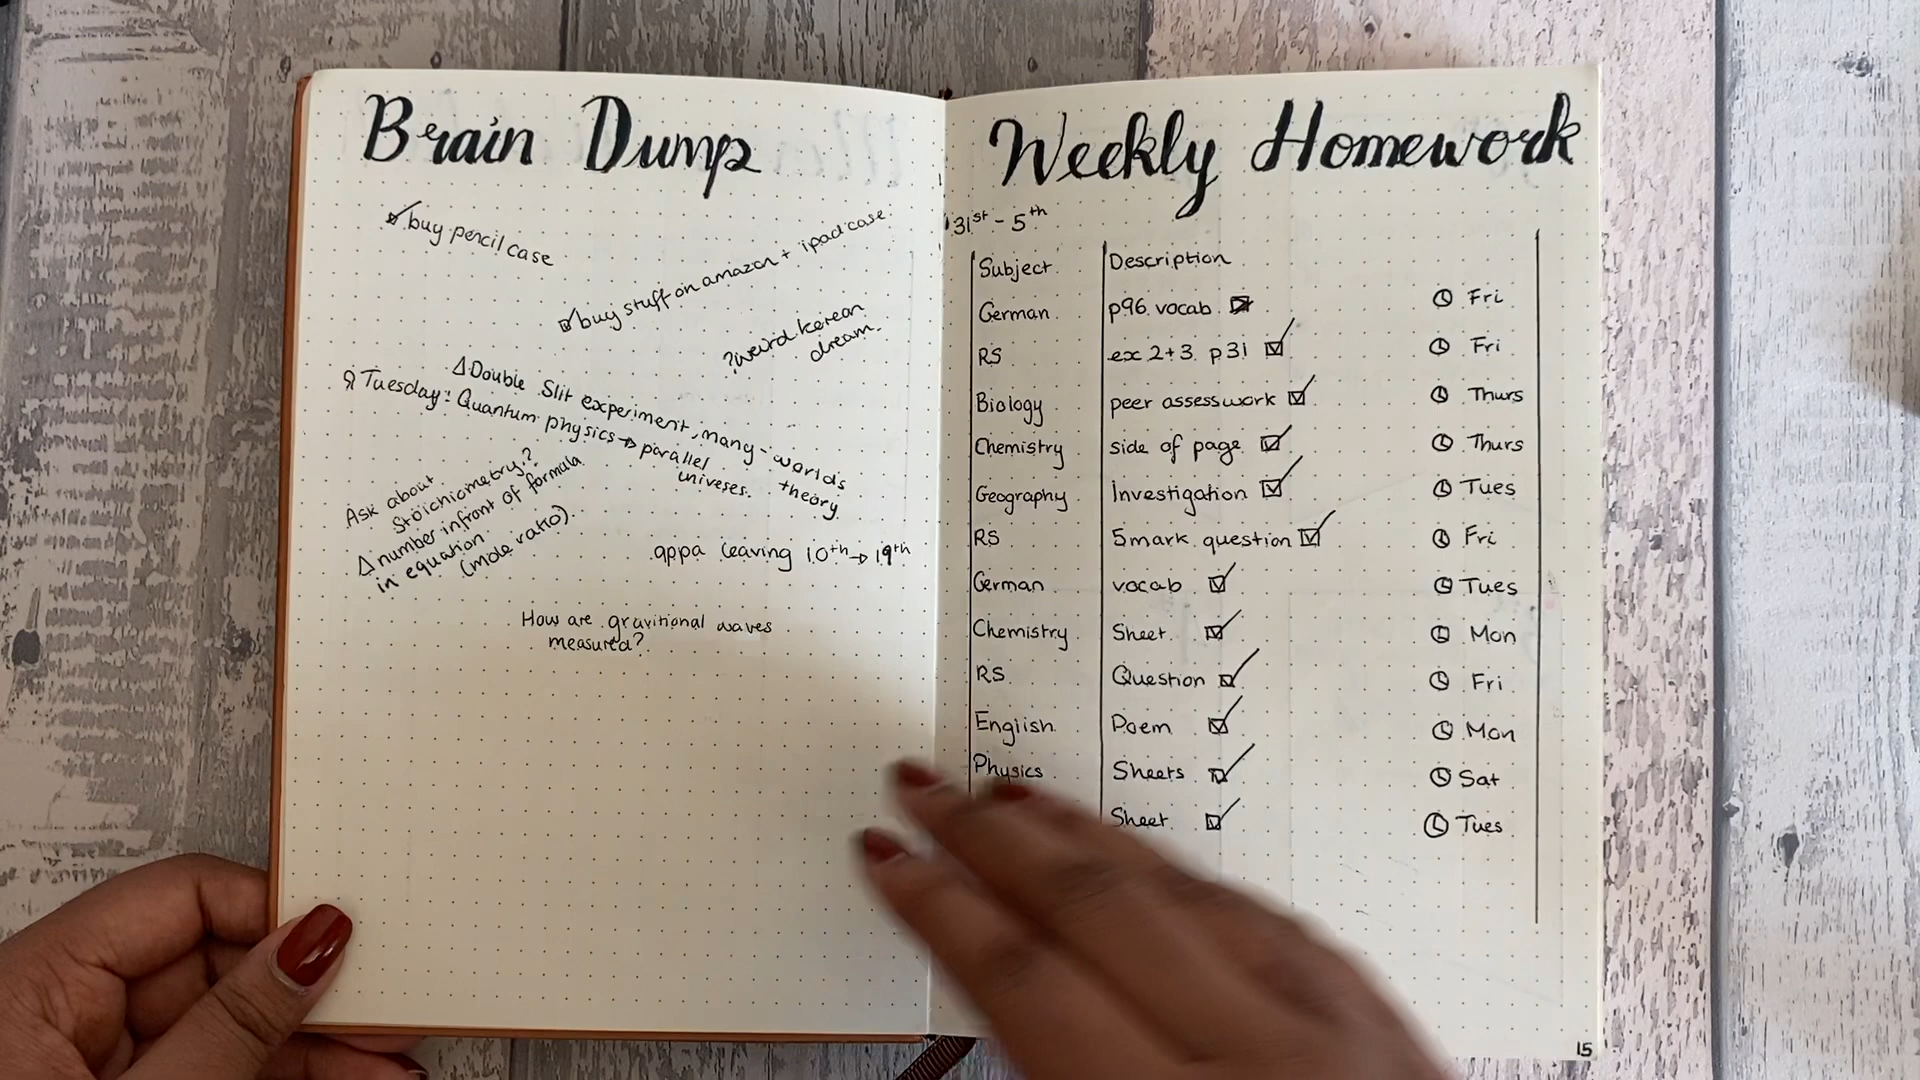 Brain Dump
buy pencil case
buy stuff on amazon + ipad case
?weird korean
dream.
Δ Double Slit experiment, many-worlds
theory.
Tuesday: Quantum physics → parallel
univeses.
Ask about
Stoichiometry?
Δ number infront of formula
in equation.
(mole ratio).
appa leaving 10th → 19th
How are gravitional waves
measured?
Weekly Homework
31st - 5th
Subject Description
German p96 vocab Fri
RS ex 2+3 p31 Fri
Biology peer assess work Thurs
Chemistry side of page Thurs
Geography Investigation Tues
RS 5 mark question Fri
German vocab Tues
Chemistry Sheet Mon
RS Question Fri
English Poem Mon
Physics Sheets Sat
Sheet Tues
15